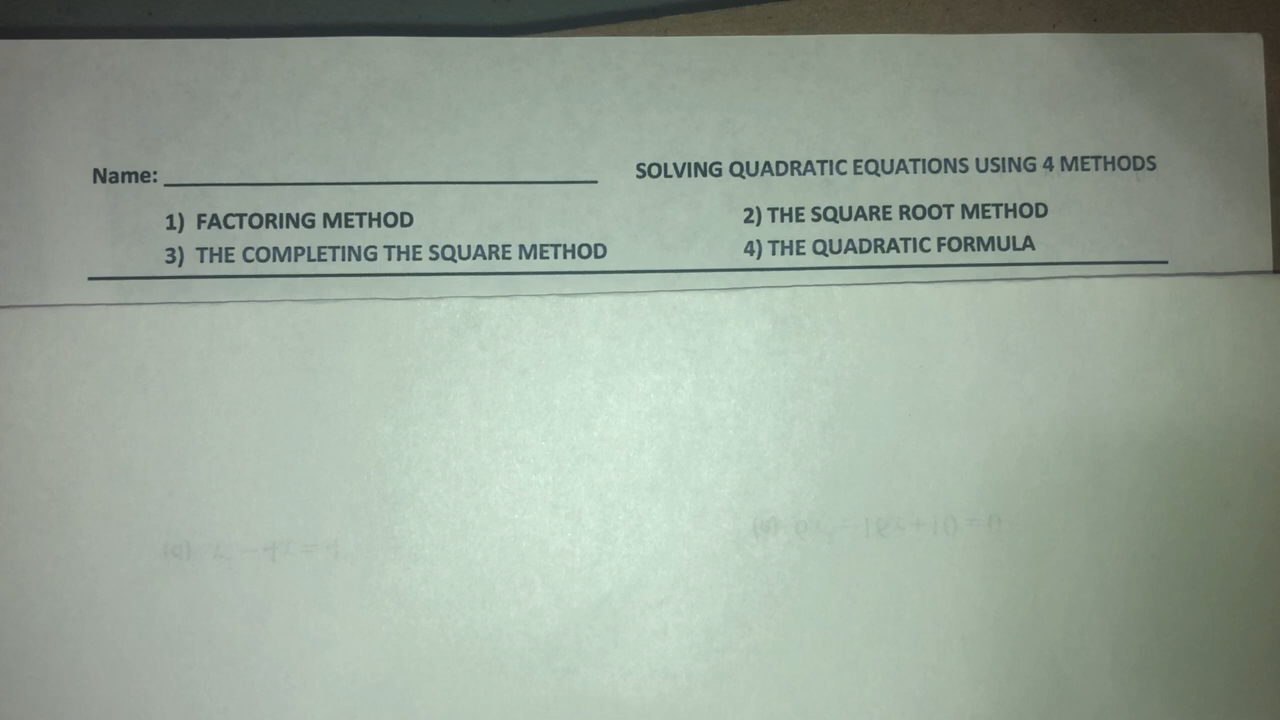 Name: ____________ SOLVING QUADRATIC EQUATIONS USING 4 METHODS
1) FACTORING METHOD 2) THE SQUARE ROOT METHOD
3) THE COMPLETING THE SQUARE METHOD 4) THE QUADRATIC FORMULA